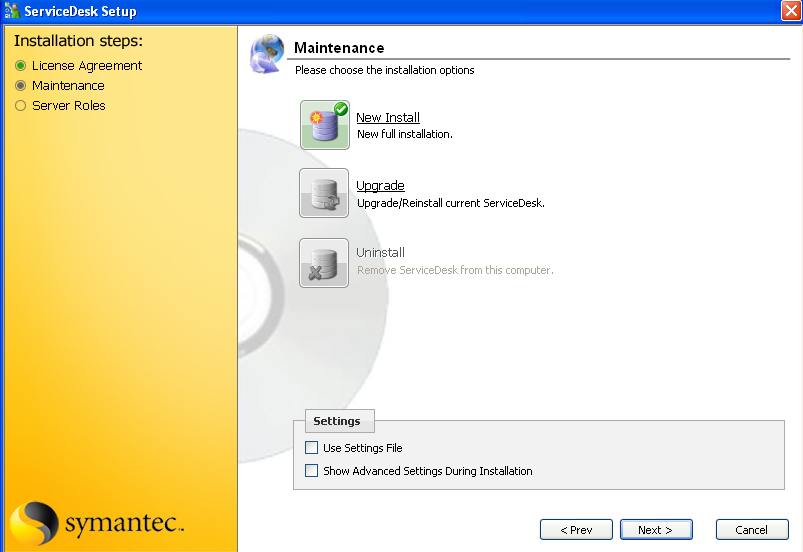 ServiceDesk Setup
Installation steps:
License Agreement
Maintenance
Server Roles
Maintenance
Please choose the installation options
New Install
New full installation.
Upgrade
Upgrade/Reinstall current ServiceDesk.
Uninstall
Remove ServiceDesk from this computer.
Settings
Use Settings File
Show Advanced Settings During Installation
symantec™
< Prev
Next >
Cancel